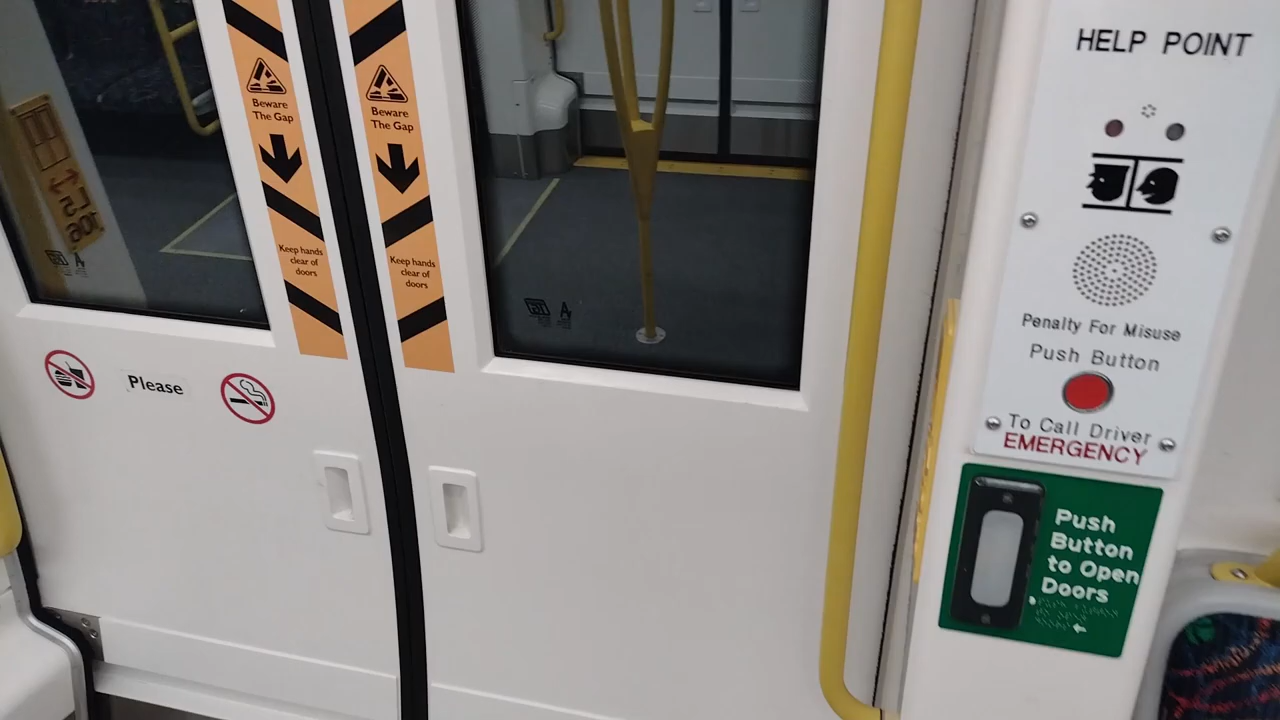 Beware
The Gap
Keep hands
clear of
doors
Beware
The Gap
Keep hands
clear of
doors
Please
HELP POINT
Penalty For Misuse
Push Button
To Call Driver
EMERGENCY
Push
Button
to Open
Doors